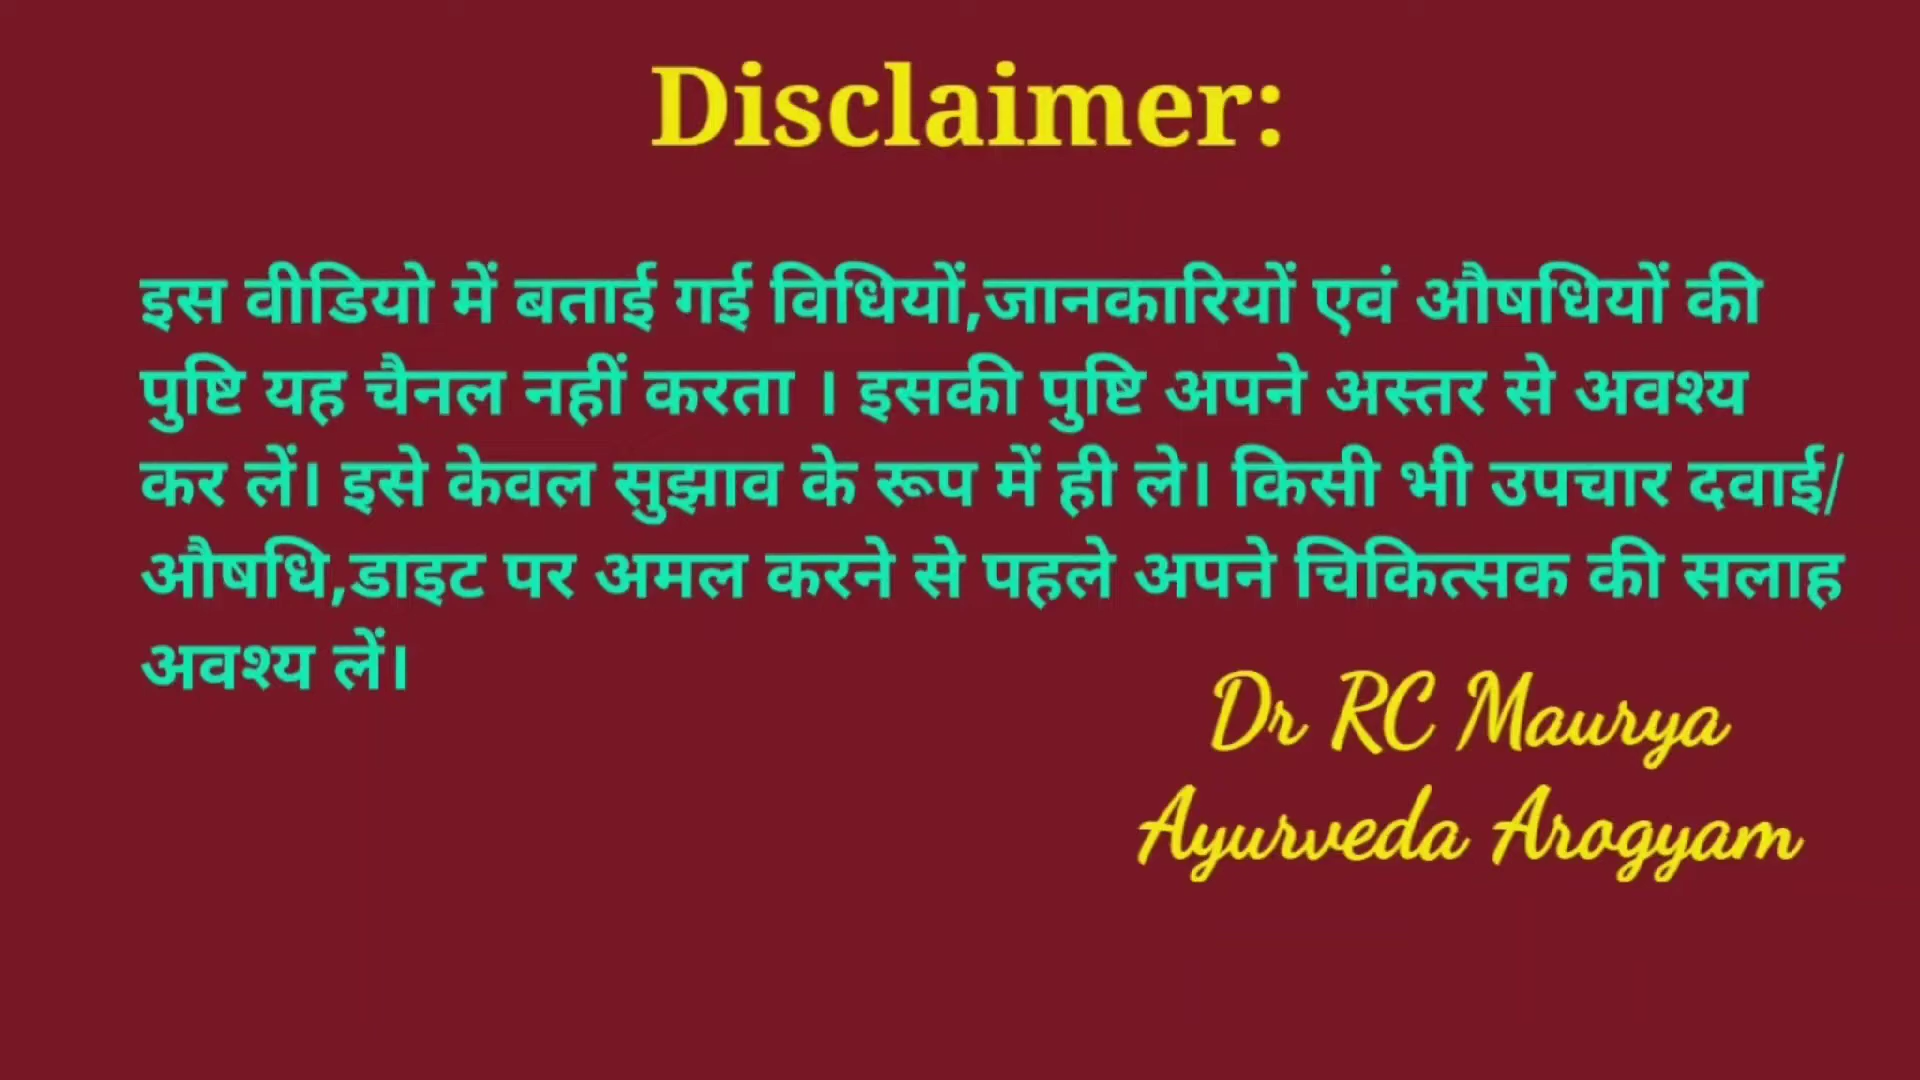 Disclaimer:
इस वीडियो में बताई गई विधियों,जानकारियों एवं औषधियों की
पुष्टि यह चैनल नहीं करता । इसकी पुष्टि अपने अस्तर से अवश्य
कर लें। इसे केवल सुझाव के रूप में ही ले। किसी भी उपचार दवाई/
औषधि,डाइट पर अमल करने से पहले अपने चिकित्सक की सलाह
अवश्य लें।
Dr RC Maurya
Ayurveda Arogyam